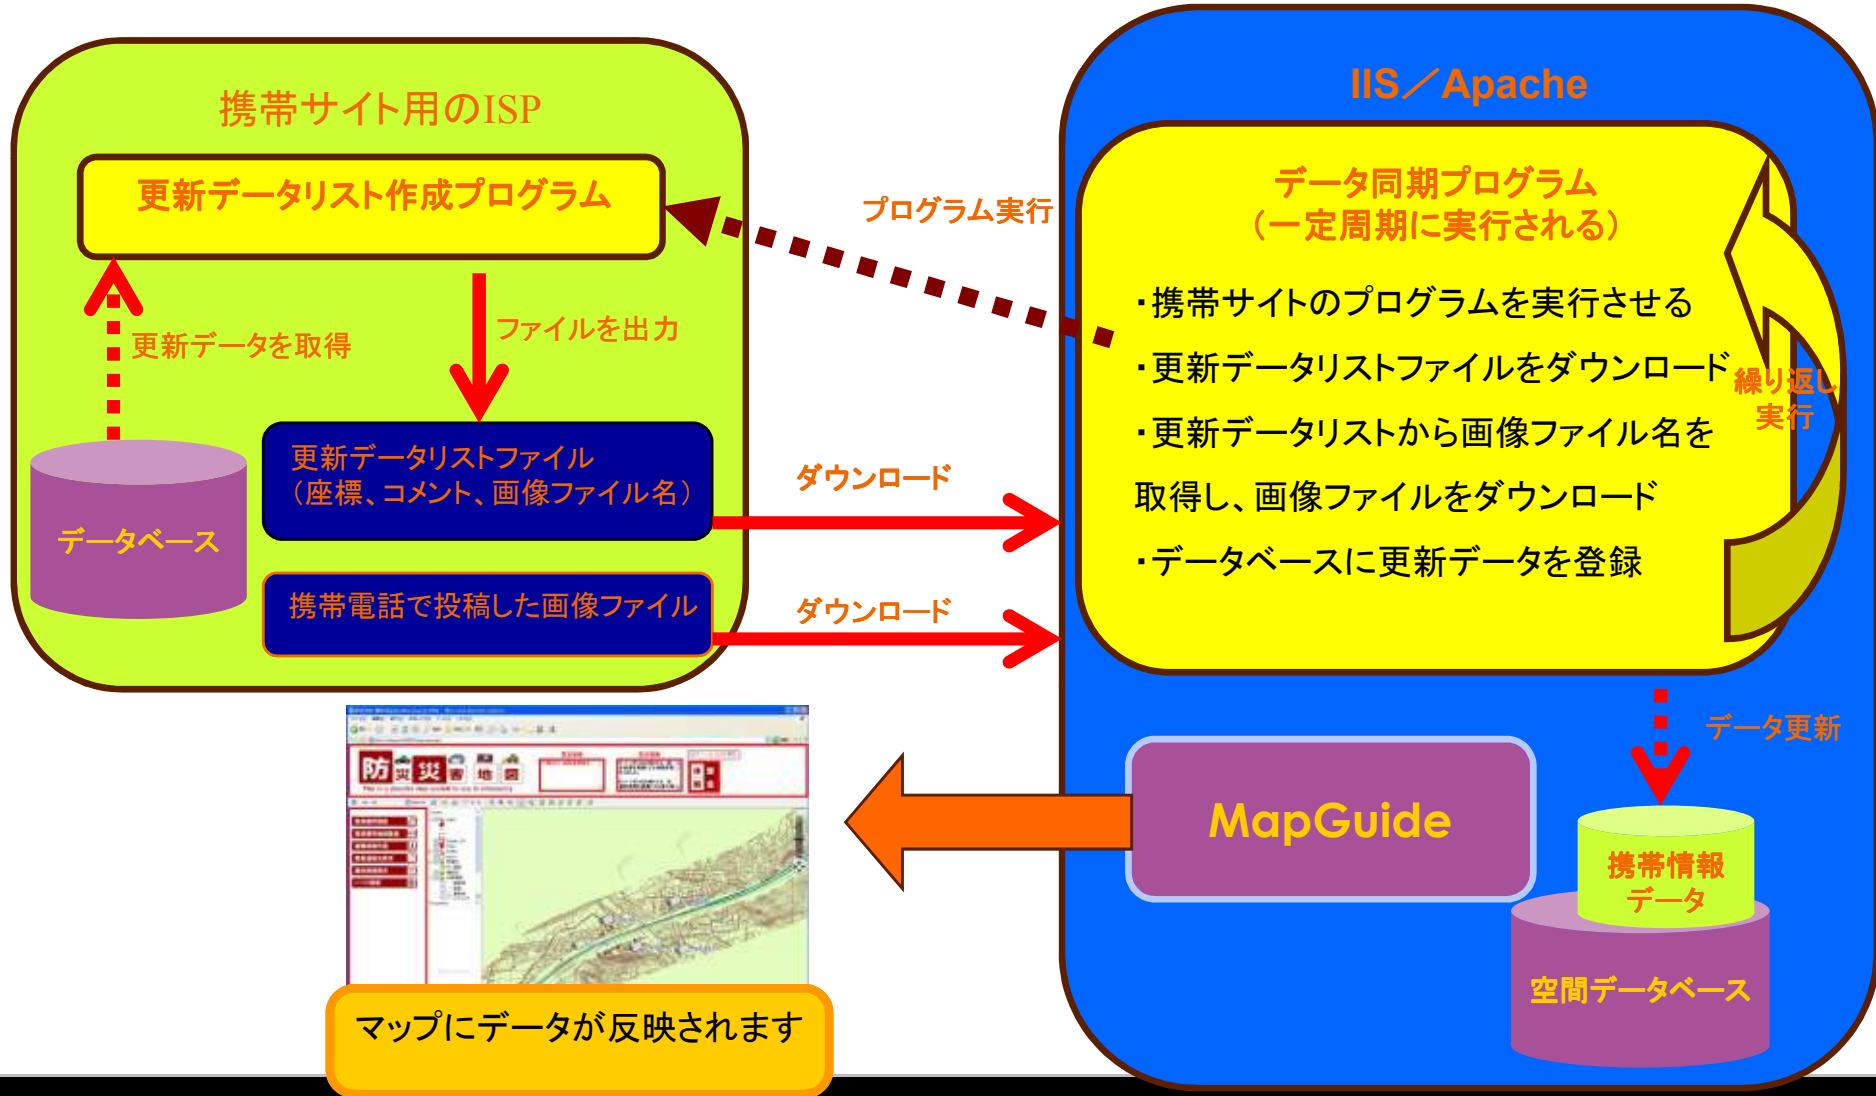 携帯サイト用のISP
更新データリスト作成プログラム
更新データを取得
ファイルを出力
データベース
更新データリストファイル
（座標、コメント、画像ファイル名）
携帯電話で投稿した画像ファイル
プログラム実行
ダウンロード
ダウンロード
IIS／Apache
データ同期プログラム
（一定周期に実行される）
・携帯サイトのプログラムを実行させる
・更新データリストファイルをダウンロード
・更新データリストから画像ファイル名を
取得し、画像ファイルをダウンロード
・データベースに更新データを登録
繰り返し
実行
データ更新
MapGuide
携帯情報
データ
空間データベース
防災災害地図
マップにデータが反映されます